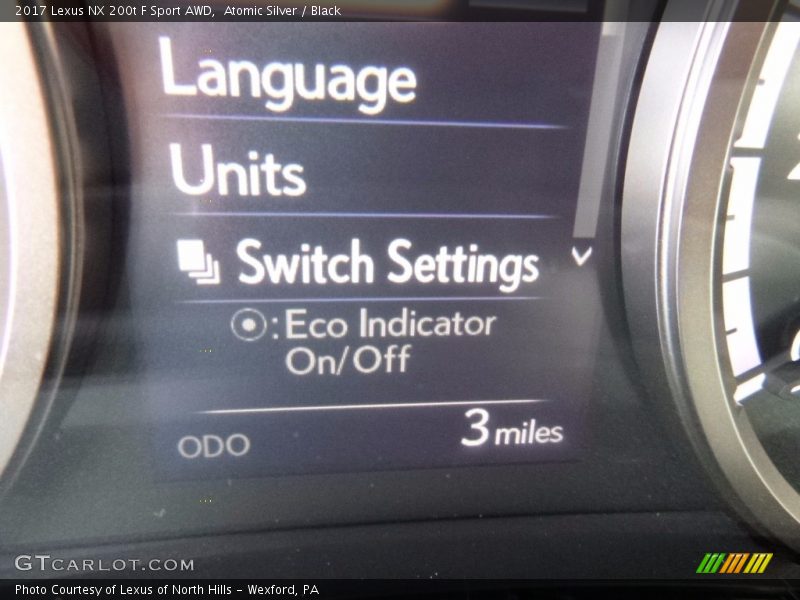 2017 Lexus NX 200t F Sport AWD, Atomic Silver / Black
Language
Units
Switch Settings
: Eco Indicator
On/Off
ODO 3 miles
GTCARLOT.COM
Photo Courtesy of Lexus of North Hills - Wexford, PA